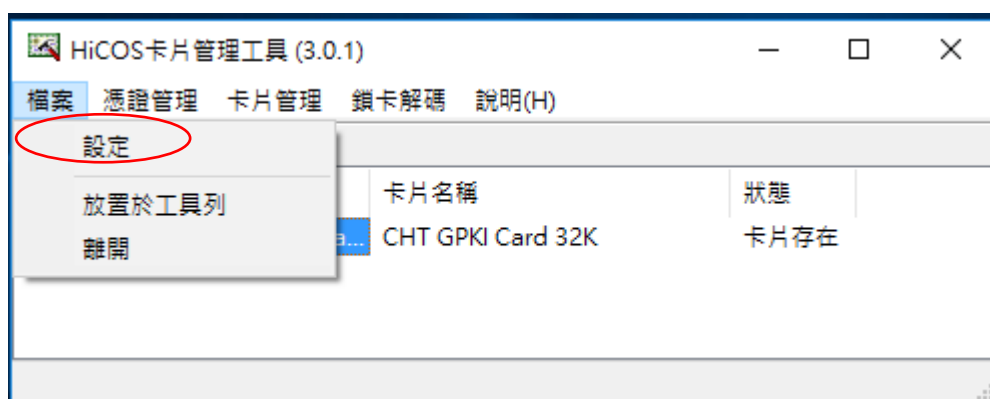 HiCOS卡片管理工具 (3.0.1)
檔案 憑證管理 卡片管理 鎖卡解碼 說明(H)
設定
放置於工具列
離開
卡片名稱 狀態
a... CHT GPKI Card 32K 卡片存在